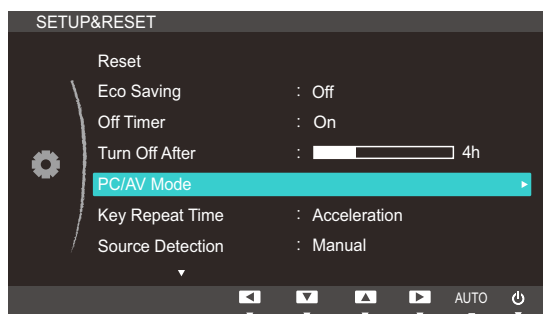 SETUP&RESET
Reset
Eco Saving : Off
Off Timer : On
Turn Off After : 4h
PC/AV Mode
Key Repeat Time : Acceleration
Source Detection : Manual
AUTO